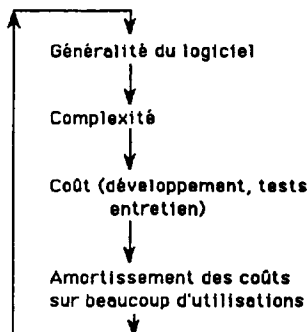 Généralité du logiciel
Complexité
Coût (développement, tests
entretien)
Amortissement des coûts
sur beaucoup d'utilisations